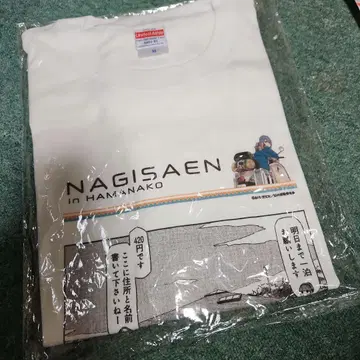 NAGISAEN
in HAMANAKO
明日まで一泊
お願いします
420円です
ここに住所と名前
書いて下さいねー